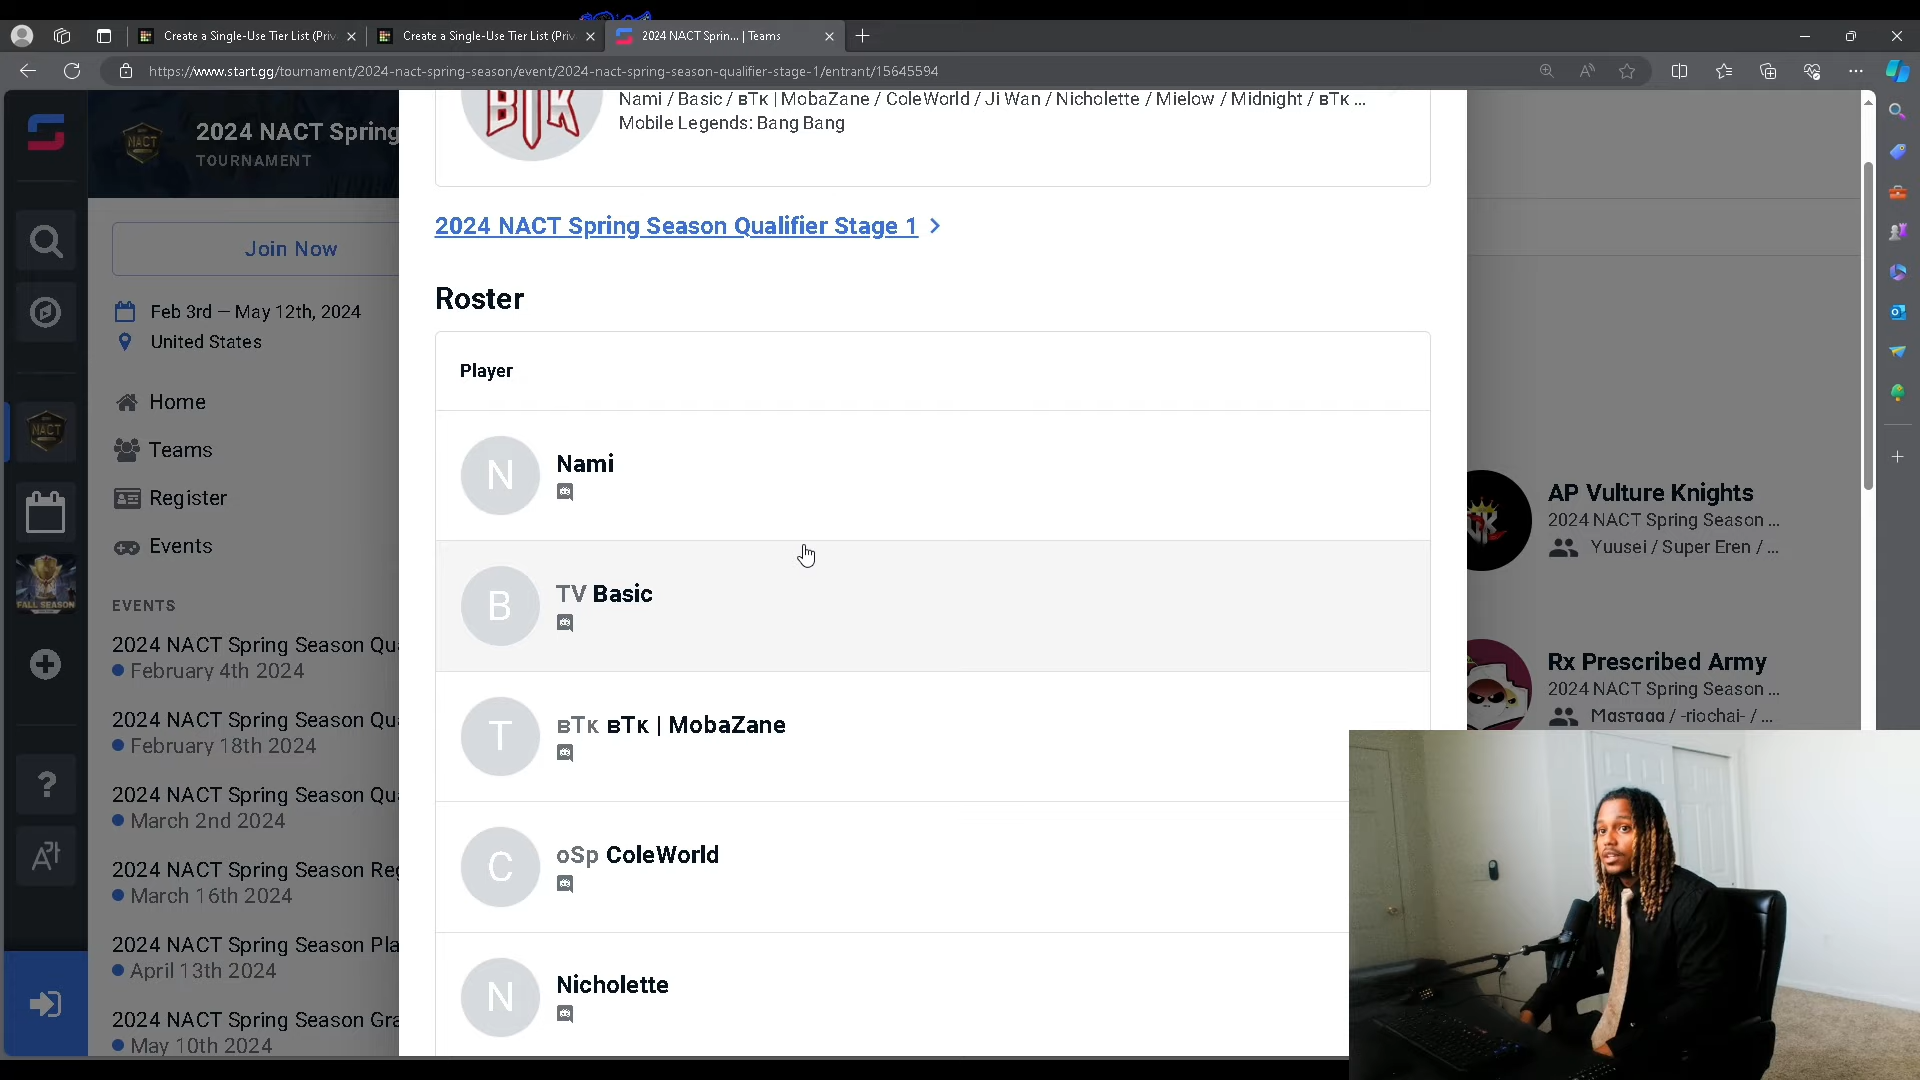 Create a Single-Use Tier List (Priv
Create a Single-Use Tier List (Priv
2024 NACT Sprin... | Teams
https://www.start.gg/tournament/2024-nact-spring-season/event/2024-nact-spring-season-qualifier-stage-1/entrant/15645594
NACT
2024 NACT Spring
TOURNAMENT
Join Now
Feb 3rd — May 12th, 2024
United States
Home
Teams
Register
Events
EVENTS
2024 NACT Spring Season Qu
February 4th 2024
2024 NACT Spring Season Qu
February 18th 2024
2024 NACT Spring Season Qu
March 2nd 2024
2024 NACT Spring Season Reg
March 16th 2024
2024 NACT Spring Season Pla
April 13th 2024
2024 NACT Spring Season Gra
May 10th 2024
NACT
FALL SEASON
BTK
Nami / Basic / ʙTᴋ | MobaZane / ColeWorld / Ji Wan / Nicholette / Mielow / Midnight / ʙTᴋ ...
Mobile Legends: Bang Bang
2024 NACT Spring Season Qualifier Stage 1
Roster
Player
N
Nami
B
TV Basic
T
ʙTᴋ ʙTᴋ | MobaZane
C
oSp ColeWorld
N
Nicholette
AP Vulture Knights
2024 NACT Spring Season ...
Yuusei / Super Eren / ...
Rx Prescribed Army
2024 NACT Spring Season ...
Mαsтααα / -riochai- / ...